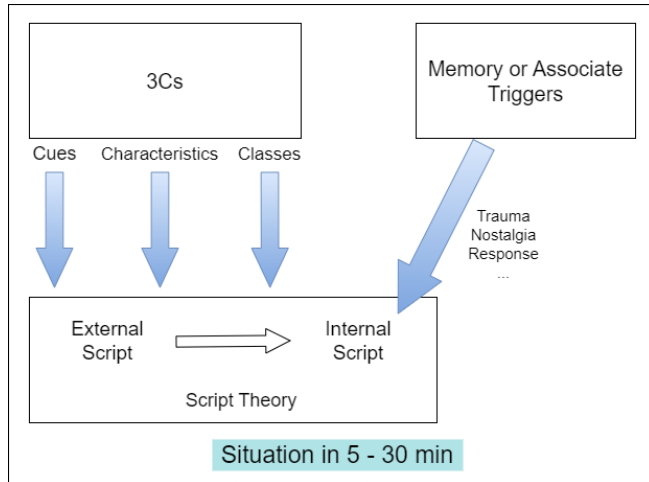 3Cs
Memory or Associate
Triggers
Cues Characteristics Classes
Trauma
Nostalgia
Response
...
External
Script
Internal
Script
Script Theory
Situation in 5 - 30 min